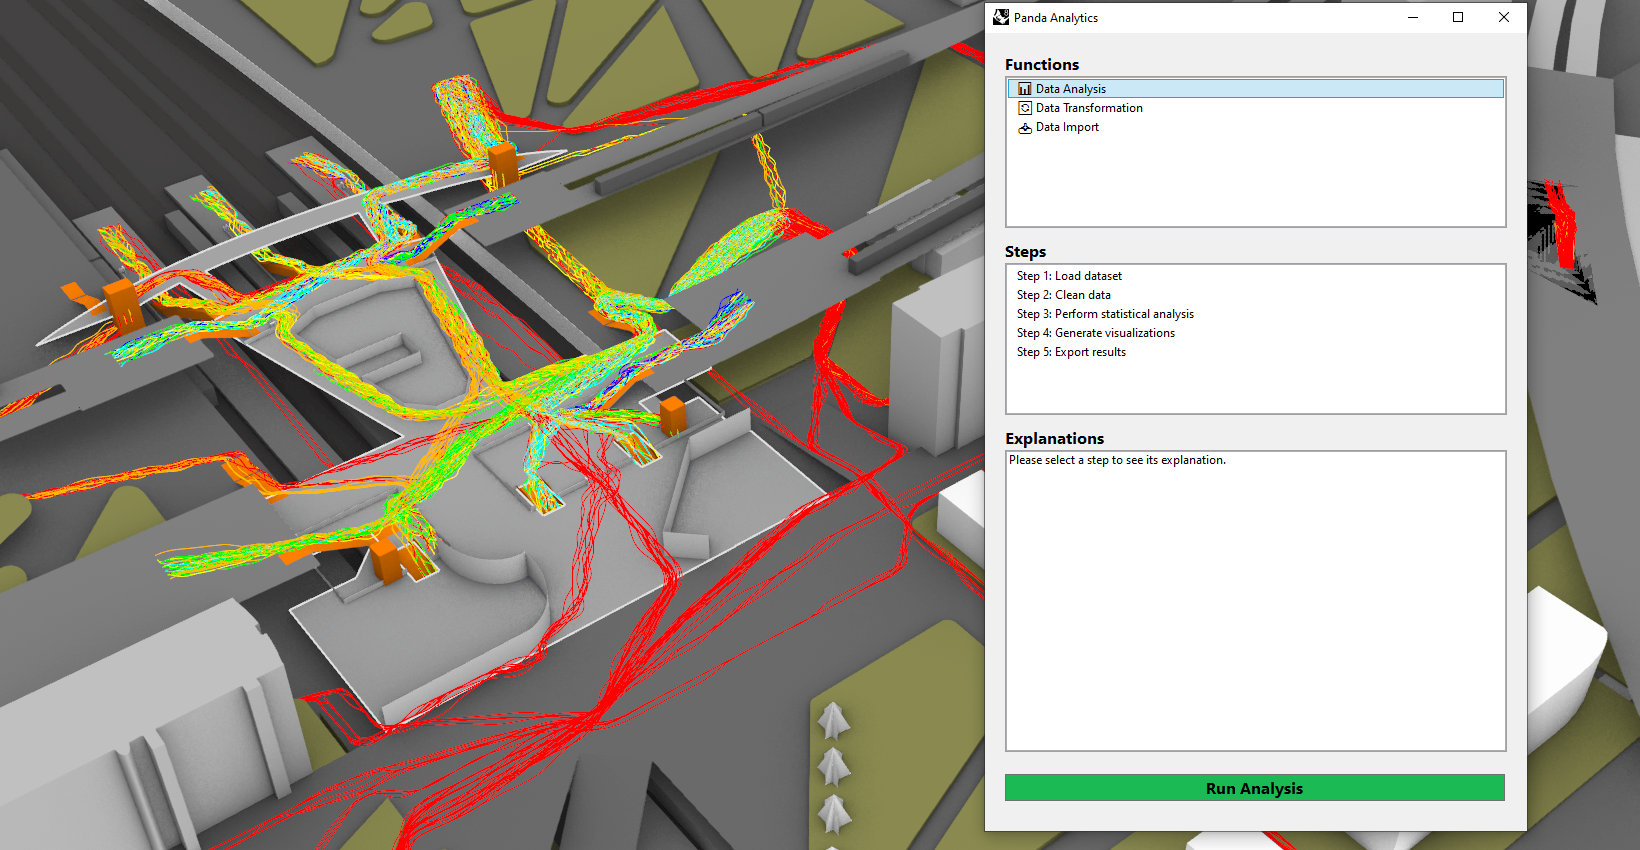 Panda Analytics
Functions
Data Analysis
Data Transformation
Data Import
Steps
Step 1: Load dataset
Step 2: Clean data
Step 3: Perform statistical analysis
Step 4: Generate visualizations
Step 5: Export results
Explanations
Please select a step to see its explanation.
Run Analysis